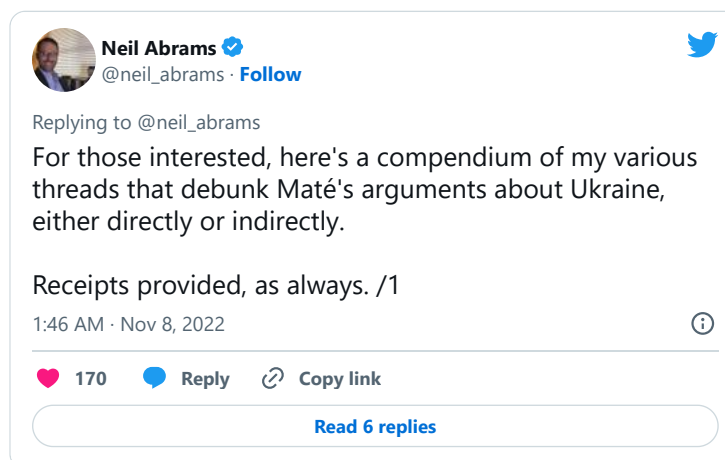 Neil Abrams
@neil_abrams · Follow
Replying to @neil_abrams
For those interested, here's a compendium of my various
threads that debunk Maté's arguments about Ukraine,
either directly or indirectly.
Receipts provided, as always. /1
1:46 AM · Nov 8, 2022
170 Reply Copy link
Read 6 replies